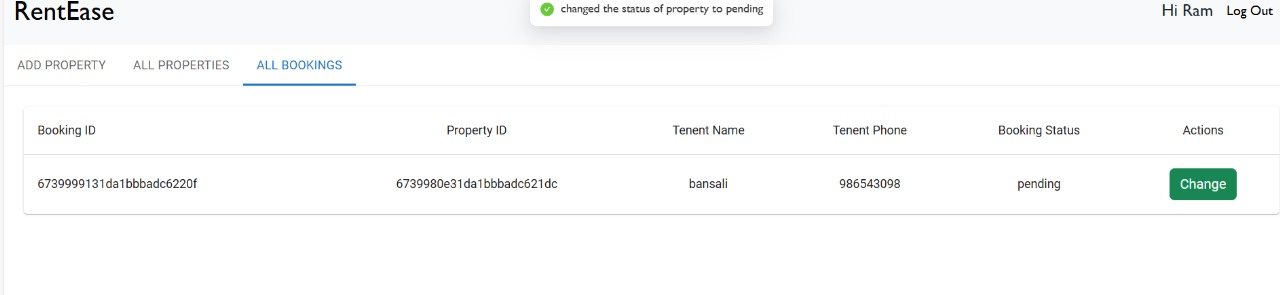 RentEase
changed the status of property to pending
Hi Ram Log Out
ADD PROPERTY ALL PROPERTIES ALL BOOKINGS
Booking ID Property ID Tenent Name Tenent Phone Booking Status Actions
6739999131da1bbbadc6220f 6739980e31da1bbbadc621dc bansali 986543098 pending Change